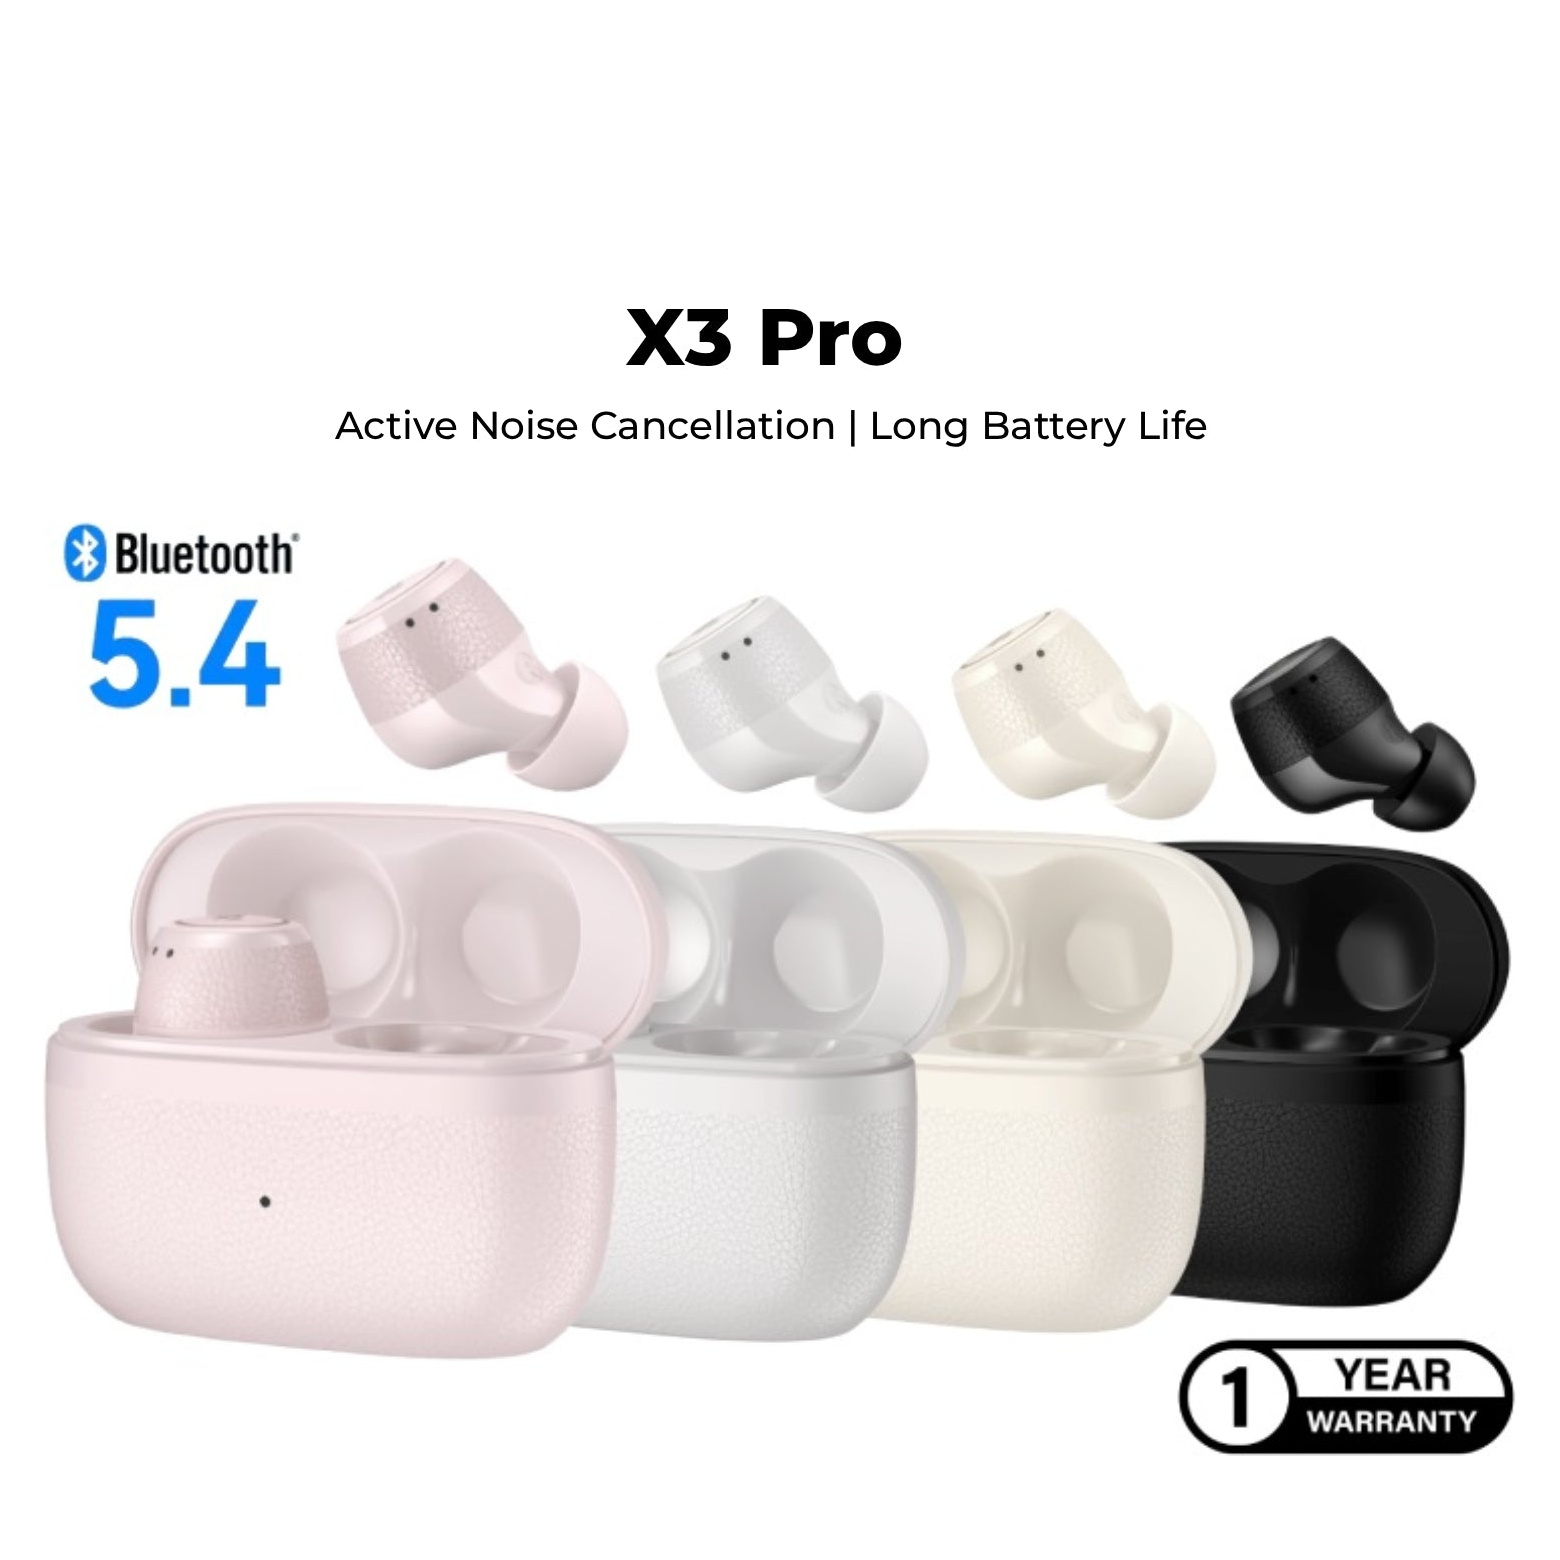 X3 Pro
Active Noise Cancellation | Long Battery Life
Bluetooth®
5.4
1
YEAR
WARRANTY